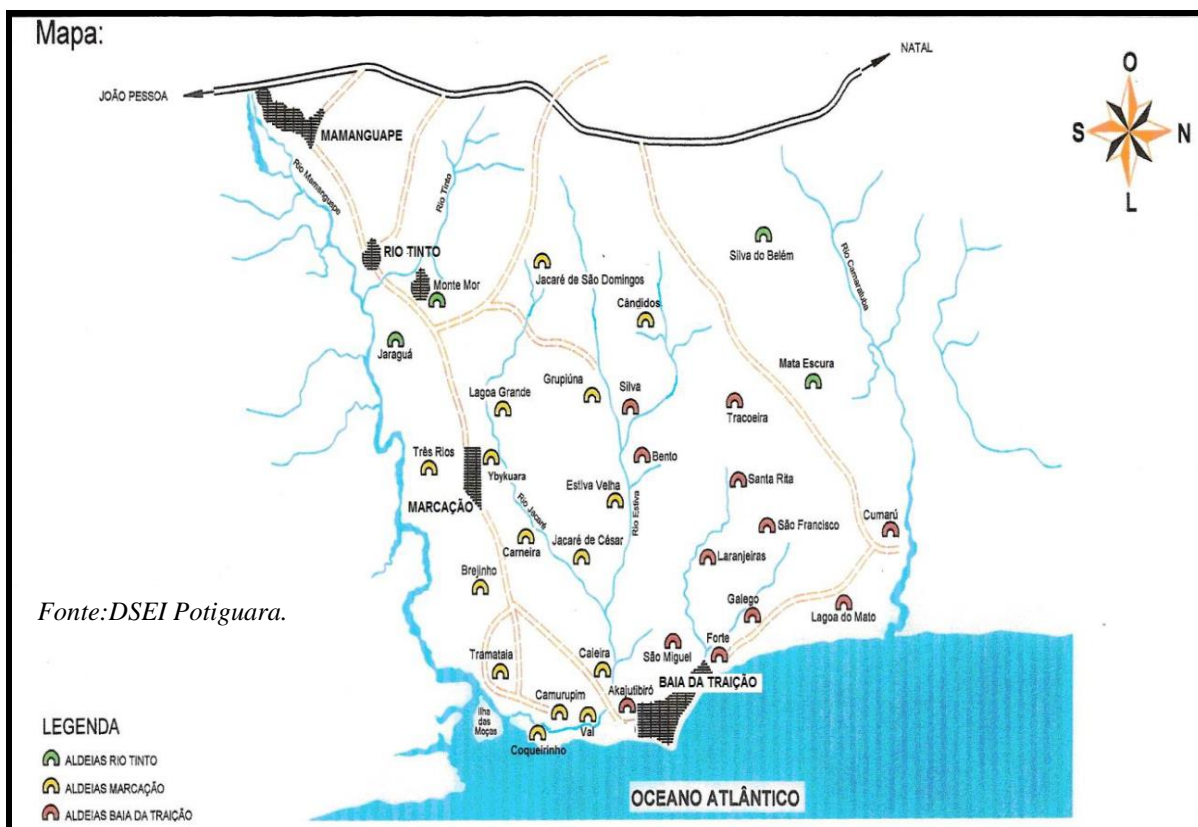 Mapa:
NATAL
JOÃO PESSOA
O
S
N
L
MAMANGUAPE
Rio Mamanguape
Rio Tinto
RIO TINTO
Monte Mor
Jaraguá
Jacaré de São Domingos
Cândidos
Silva do Belém
Rio Camaratuba
Mata Escura
Lagoa Grande
Grupiúna
Silva
Tracoeira
Três Rios
Ybykuara
Bento
Santa Rita
MARCAÇÃO
Rio Jacaré
Estiva Velha
Rio Estiva
São Francisco
Cumarú
Carneira
Jacaré de César
Laranjeiras
Brejinho
Galego
Lagoa do Mato
Fonte:DSEI Potiguara.
Tramataia
Caleira
São Miguel
Forte
BAIA DA TRAIÇÃO
Camurupim
Akajutibiró
Ilha
das
Moças
Val
Coqueirinho
LEGENDA
ALDEIAS RIO TINTO
ALDEIAS MARCAÇÃO
ALDEIAS BAIA DA TRAIÇÃO
OCEANO ATLÂNTICO